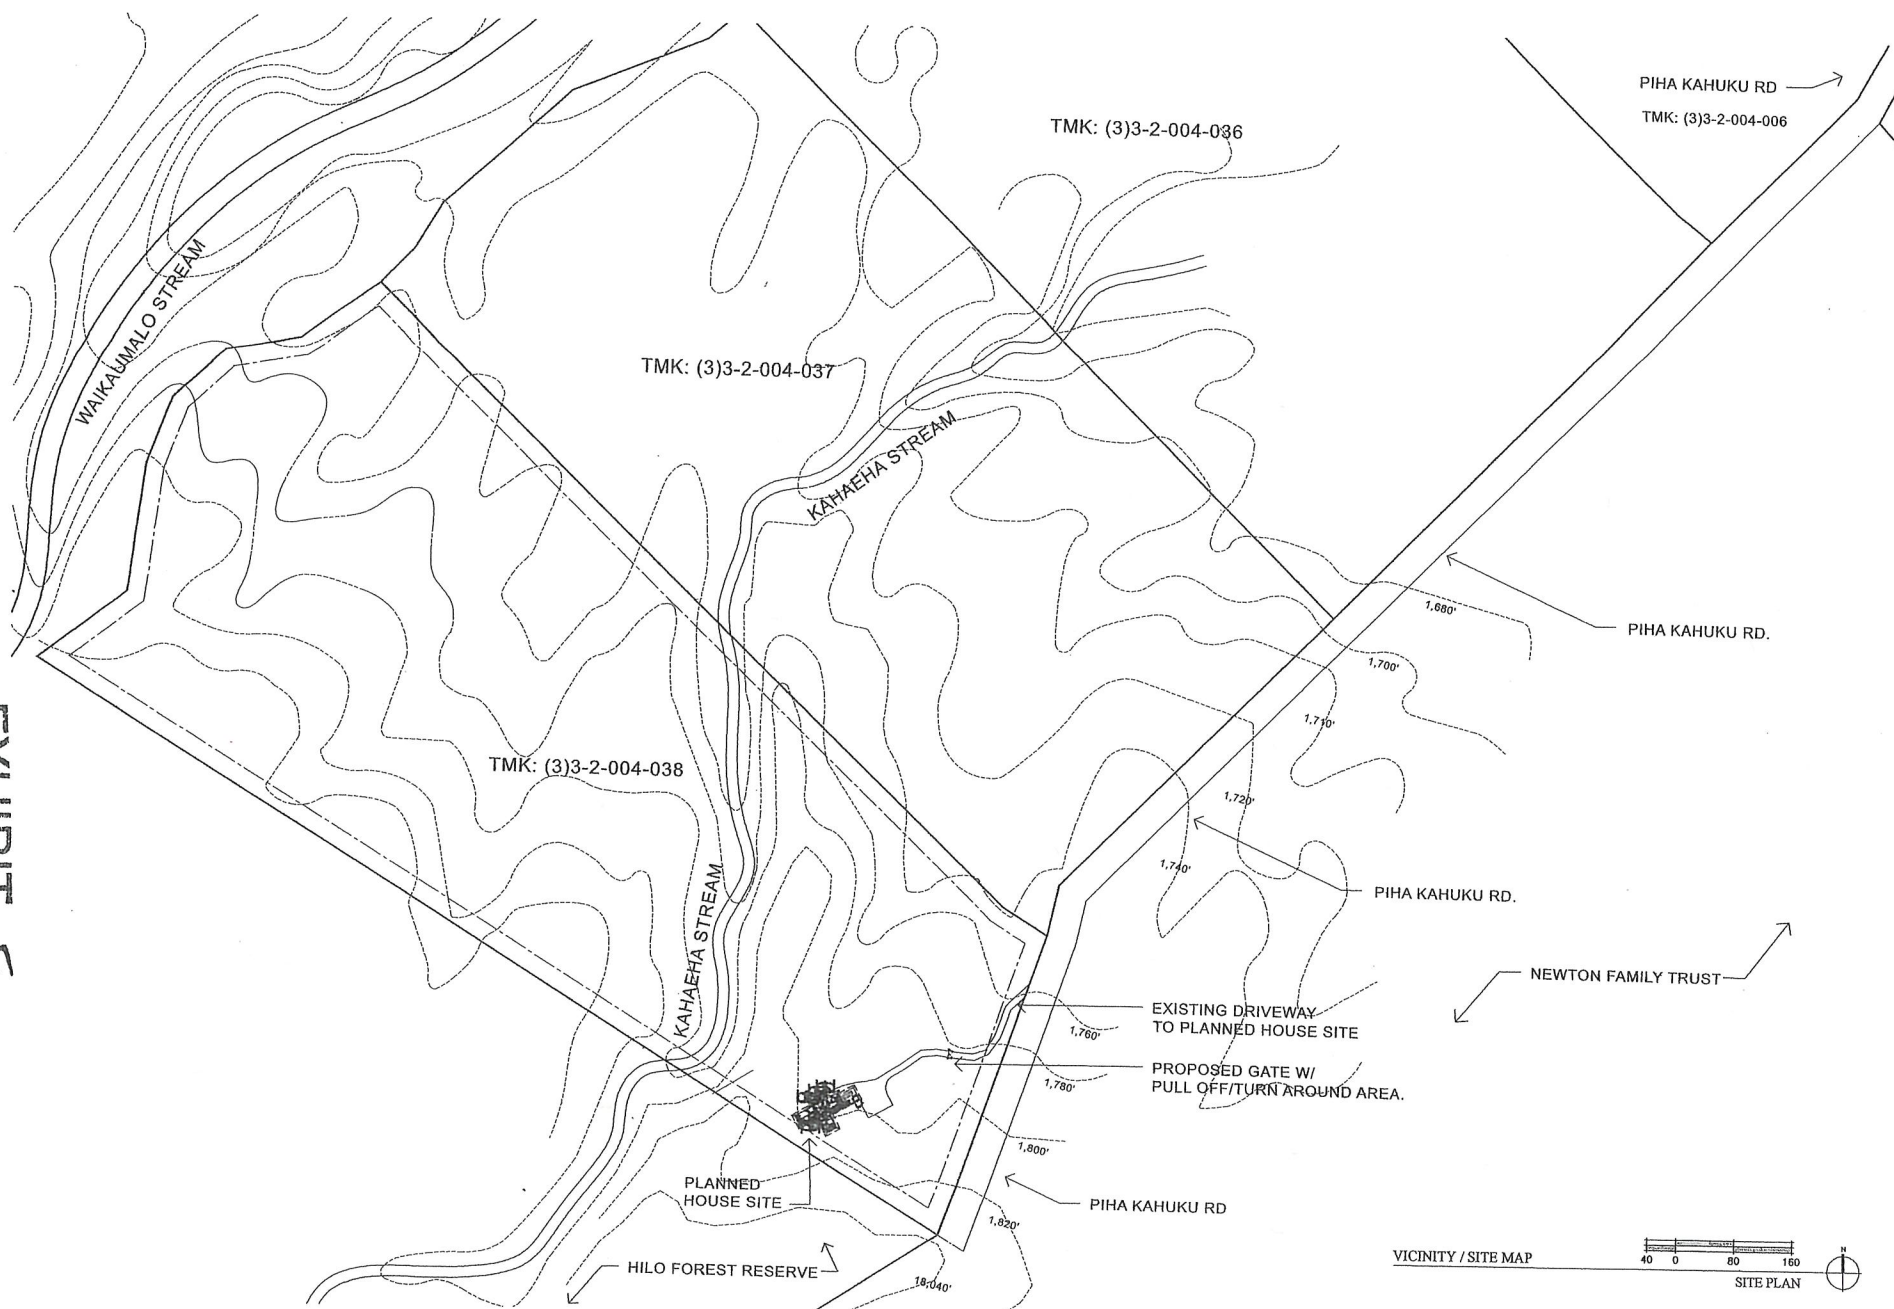 PIHA KAHUKU RD
TMK: (3)3-2-004-006
TMK: (3)3-2-004-036
WAIKAUMALO STREAM
TMK: (3)3-2-004-037
KAHAEHA STREAM
1,680'
PIHA KAHUKU RD.
1,700'
1,710'
TMK: (3)3-2-004-038
1,720'
1,740'
PIHA KAHUKU RD.
KAHAEHA STREAM
NEWTON FAMILY TRUST
EXISTING DRIVEWAY
TO PLANNED HOUSE SITE
1,760'
PROPOSED GATE W/
PULL OFF/TURN AROUND AREA.
1,780'
1,800'
PLANNED
HOUSE SITE
PIHA KAHUKU RD
1,820'
HILO FOREST RESERVE
18,040'
VICINITY / SITE MAP
40 0 80 160
SITE PLAN
N